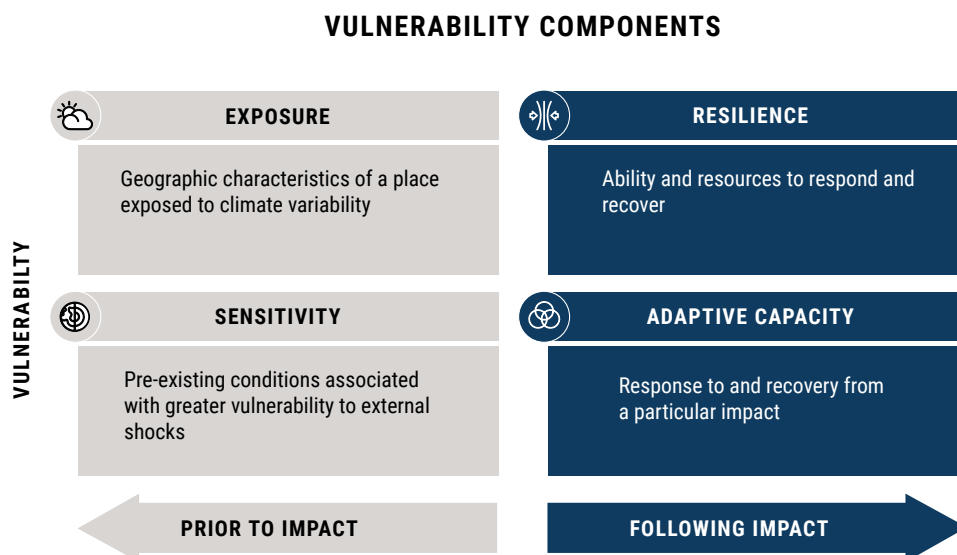 VULNERABILITY COMPONENTS
EXPOSURE
Geographic characteristics of a place
exposed to climate variability
RESILIENCE
Ability and resources to respond and
recover
VULNERABILTY
SENSITIVITY
Pre-existing conditions associated
with greater vulnerability to external
shocks
ADAPTIVE CAPACITY
Response to and recovery from
a particular impact
PRIOR TO IMPACT
FOLLOWING IMPACT